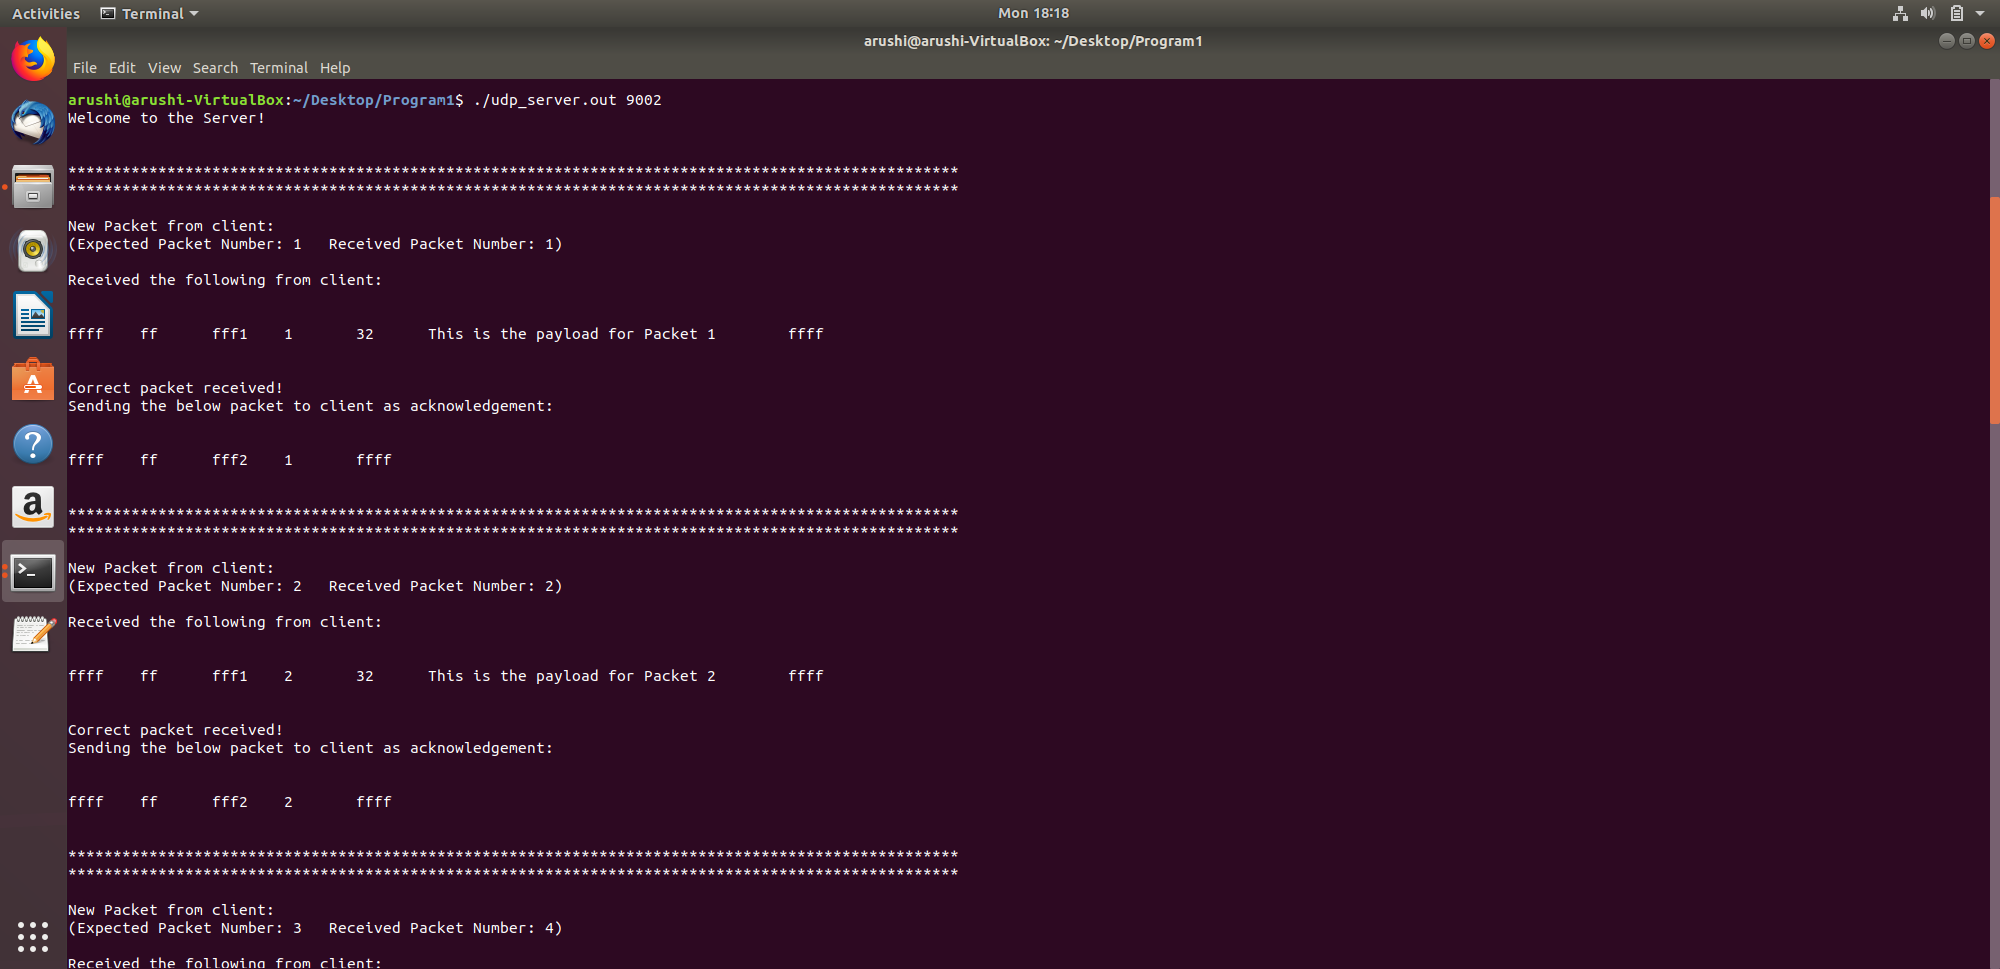 Activities Terminal Mon 18:18
arushi@arushi-VirtualBox: ~/Desktop/Program1
File Edit View Search Terminal Help
arushi@arushi-VirtualBox:~/Desktop/Program1$ ./udp_server.out 9002
Welcome to the Server!
***************************************************************************************************
***************************************************************************************************
New Packet from client:
(Expected Packet Number: 1   Received Packet Number: 1)
Received the following from client:
ffff    ff      fff1    1       32      This is the payload for Packet 1        ffff
Correct packet received!
Sending the below packet to client as acknowledgement:
ffff    ff      fff2    1       ffff
***************************************************************************************************
***************************************************************************************************
New Packet from client:
(Expected Packet Number: 2   Received Packet Number: 2)
Received the following from client:
ffff    ff      fff1    2       32      This is the payload for Packet 2        ffff
Correct packet received!
Sending the below packet to client as acknowledgement:
ffff    ff      fff2    2       ffff
***************************************************************************************************
***************************************************************************************************
New Packet from client:
(Expected Packet Number: 3   Received Packet Number: 4)
Received the following from client: